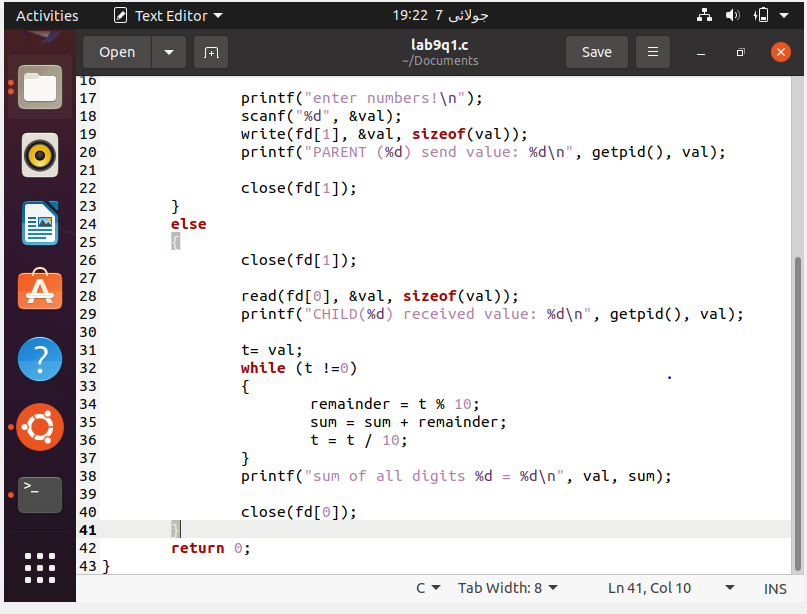 Activities Text Editor 19:22 7 جولائی
Open lab9q1.c Save
~/Documents
16
17 printf("enter numbers!\n");
18 scanf("%d", &val);
19 write(fd[1], &val, sizeof(val));
20 printf("PARENT (%d) send value: %d\n", getpid(), val);
21
22 close(fd[1]);
23 }
24 else
25 {
26 close(fd[1]);
27
28 read(fd[0], &val, sizeof(val));
29 printf("CHILD(%d) received value: %d\n", getpid(), val);
30
31 t= val;
32 while (t !=0)
33 {
34 remainder = t % 10;
35 sum = sum + remainder;
36 t = t / 10;
37 }
38 printf("sum of all digits %d = %d\n", val, sum);
39
40 close(fd[0]);
41 }
42 return 0;
43 }
C Tab Width: 8 Ln 41, Col 10 INS